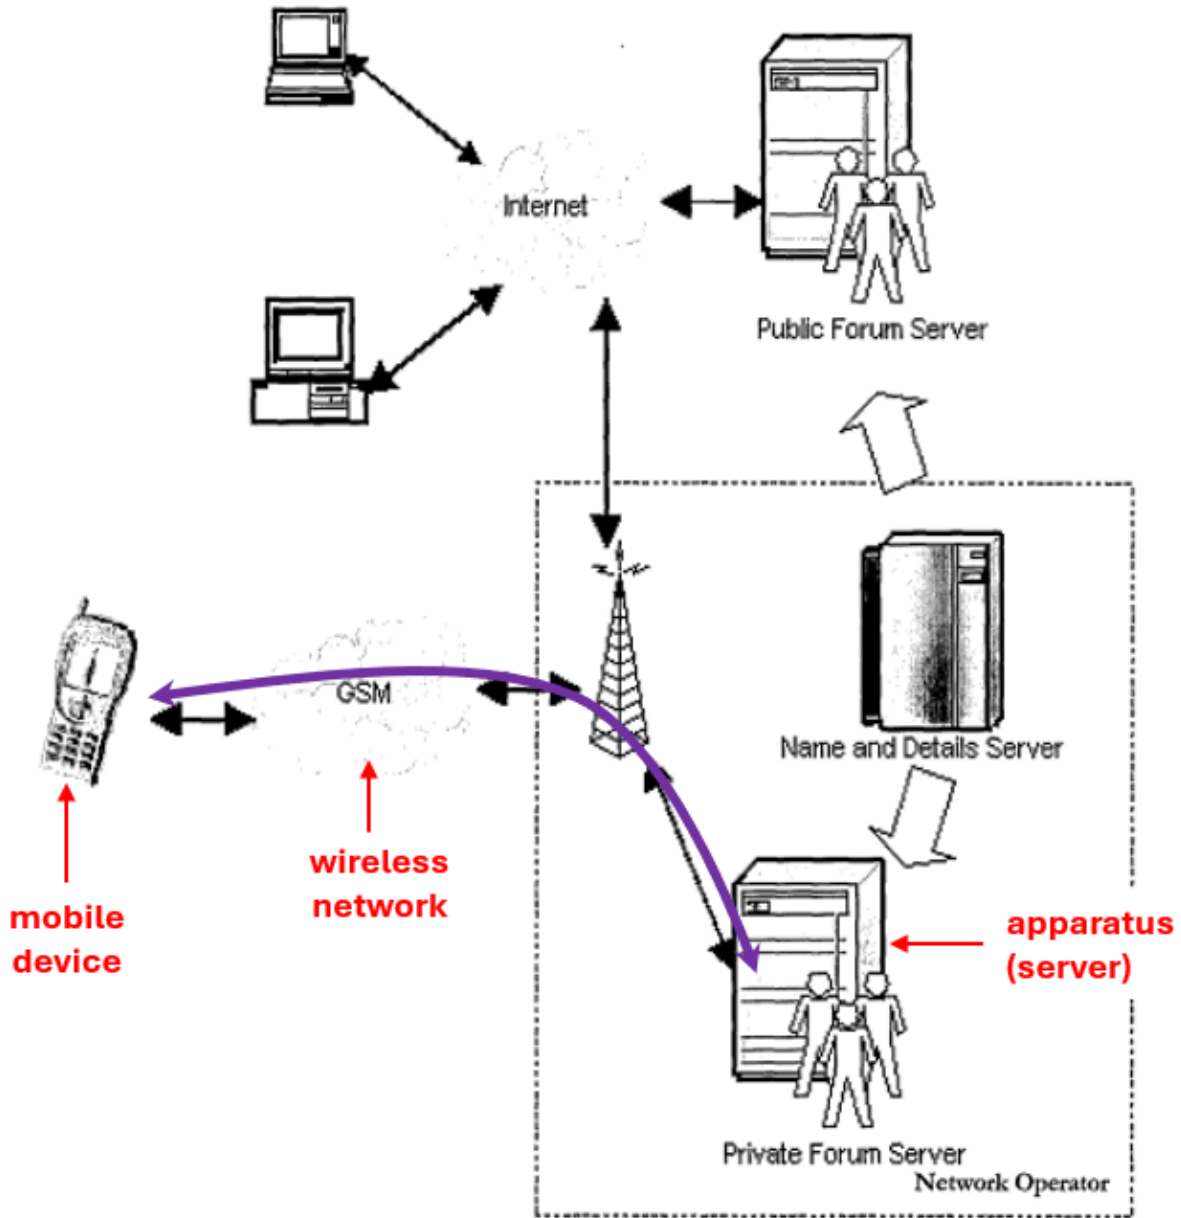 Internet
Public Forum Server
GSM
Name and Details Server
wireless
network
mobile
device
apparatus
(server)
Private Forum Server
Network Operator